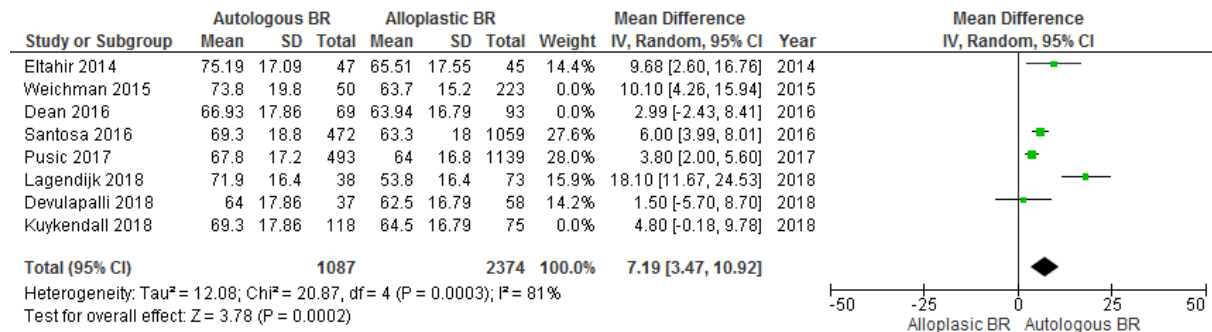 Autologous BR Alloplastic BR Mean Difference Mean Difference
Study or Subgroup Mean SD Total Mean SD Total Weight IV, Random, 95% CI Year IV, Random, 95% CI
Eltahir 2014 75.19 17.09 47 65.51 17.55 45 14.4% 9.68 [2.60, 16.76] 2014
Weichman 2015 73.8 19.8 50 63.7 15.2 223 0.0% 10.10 [4.26, 15.94] 2015
Dean 2016 66.93 17.86 69 63.94 16.79 93 0.0% 2.99 [-2.43, 8.41] 2016
Santosa 2016 69.3 18.8 472 63.3 18 1059 27.6% 6.00 [3.99, 8.01] 2016
Pusic 2017 67.8 17.2 493 64 16.8 1139 28.0% 3.80 [2.00, 5.60] 2017
Lagendijk 2018 71.9 16.4 38 53.8 16.4 73 15.9% 18.10 [11.67, 24.53] 2018
Devulapalli 2018 64 17.86 37 62.5 16.79 58 14.2% 1.50 [-5.70, 8.70] 2018
Kuykendall 2018 69.3 17.86 118 64.5 16.79 75 0.0% 4.80 [-0.18, 9.78] 2018
Total (95% CI) 1087 2374 100.0% 7.19 [3.47, 10.92]
Heterogeneity: Tau² = 12.08; Chi² = 20.87, df = 4 (P = 0.0003); I² = 81%
Test for overall effect: Z = 3.78 (P = 0.0002)
-50 -25 0 25 50
Alloplasic BR Autologous BR